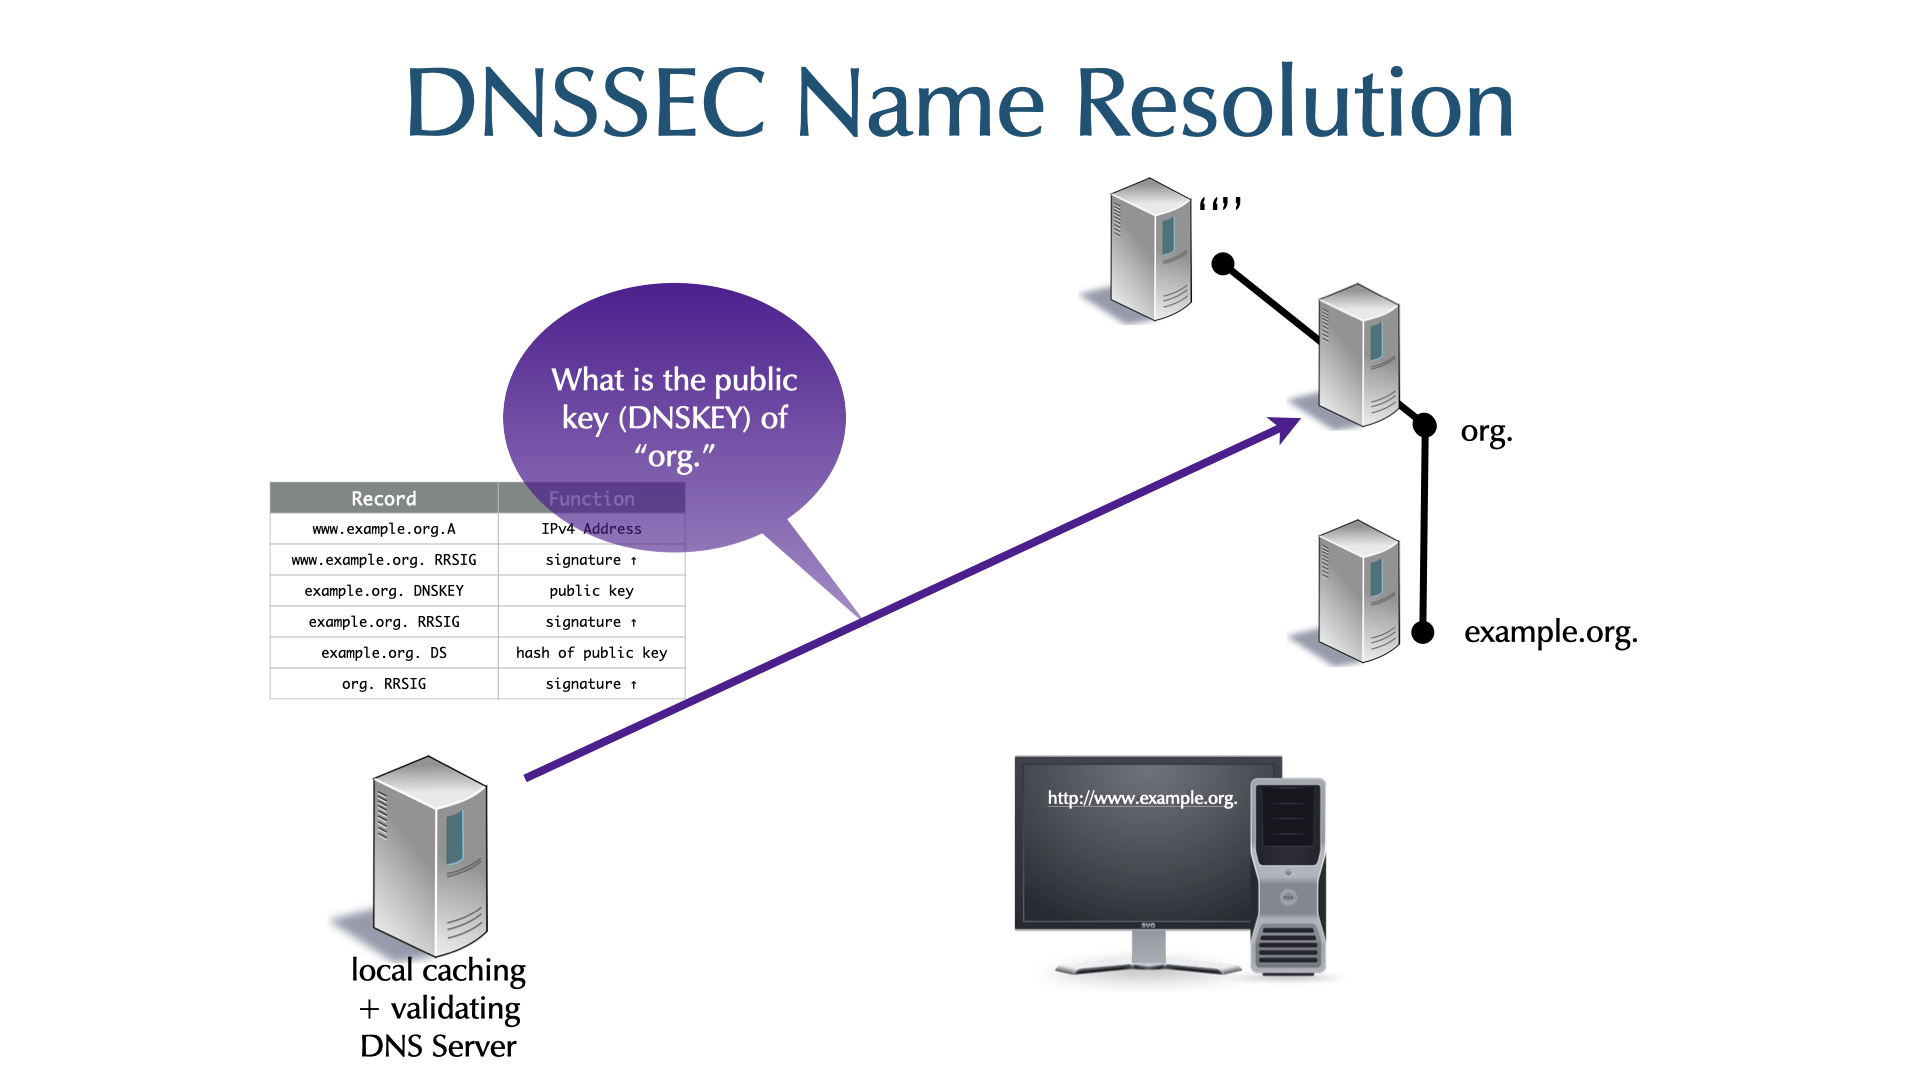 DNSSEC Name Resolution
“”
What is the public
key (DNSKEY) of
“org.”
org.
Record Function
www.example.org.A IPv4 Address
www.example.org. RRSIG signature ↑
example.org. DNSKEY public key
example.org. RRSIG signature ↑
example.org. DS hash of public key
org. RRSIG signature ↑
example.org.
http://www.example.org.
SVG
SVG
local caching
+ validating
DNS Server